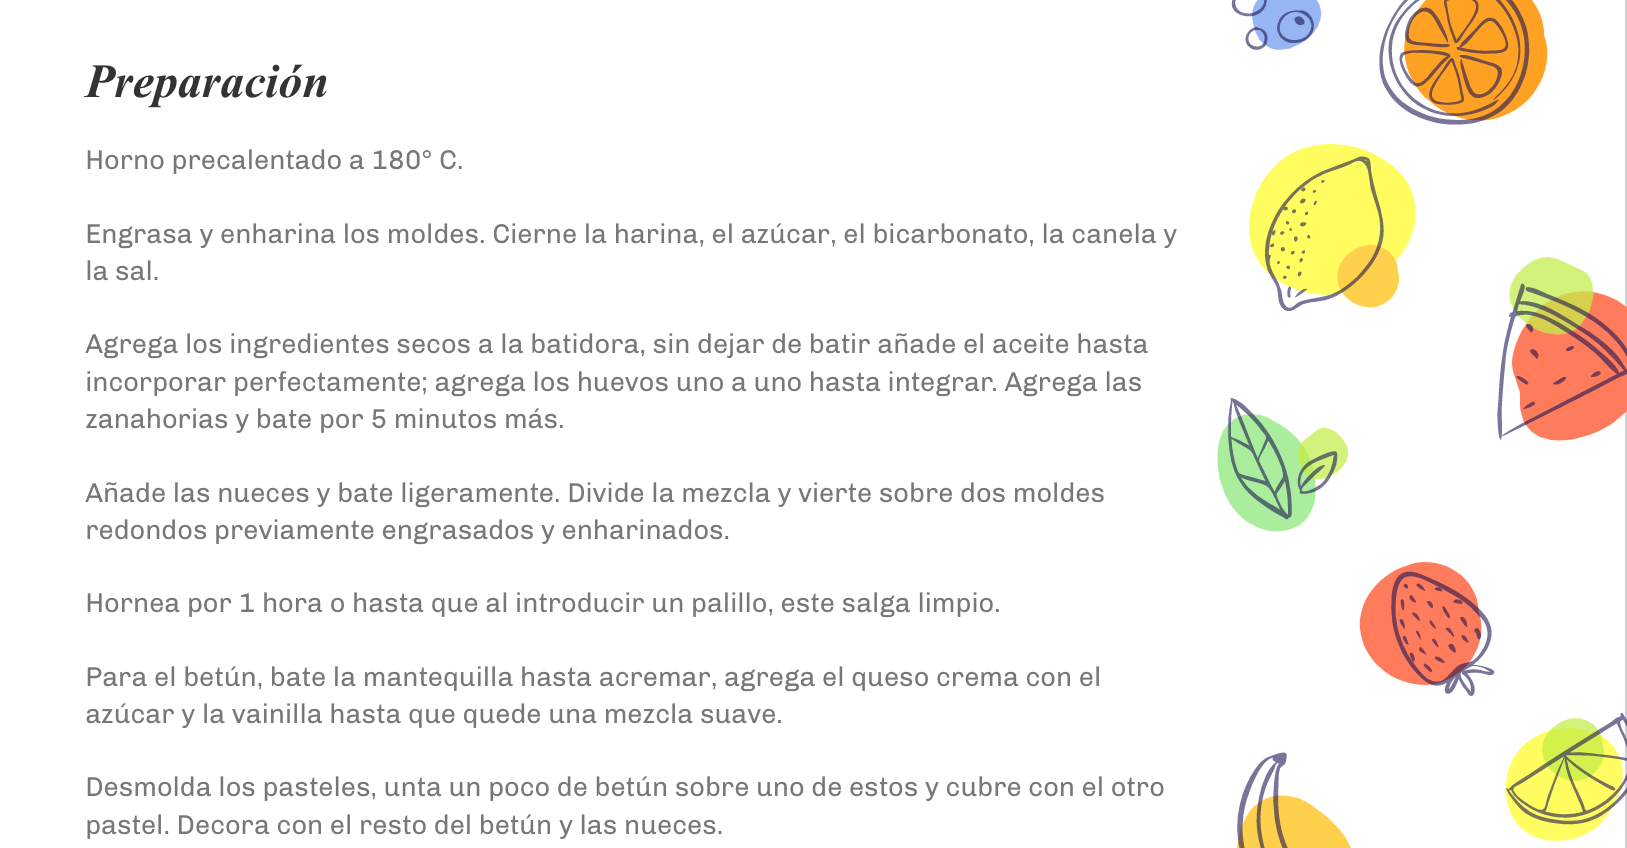 Preparación
Horno precalentado a 180° C.
Engrasa y enharina los moldes. Cierne la harina, el azúcar, el bicarbonato, la canela y
la sal.
Agrega los ingredientes secos a la batidora, sin dejar de batir añade el aceite hasta
incorporar perfectamente; agrega los huevos uno a uno hasta integrar. Agrega las
zanahorias y bate por 5 minutos más.
Añade las nueces y bate ligeramente. Divide la mezcla y vierte sobre dos moldes
redondos previamente engrasados y enharinados.
Hornea por 1 hora o hasta que al introducir un palillo, este salga limpio.
Para el betún, bate la mantequilla hasta acremar, agrega el queso crema con el
azúcar y la vainilla hasta que quede una mezcla suave.
Desmolda los pasteles, unta un poco de betún sobre uno de estos y cubre con el otro
pastel. Decora con el resto del betún y las nueces.